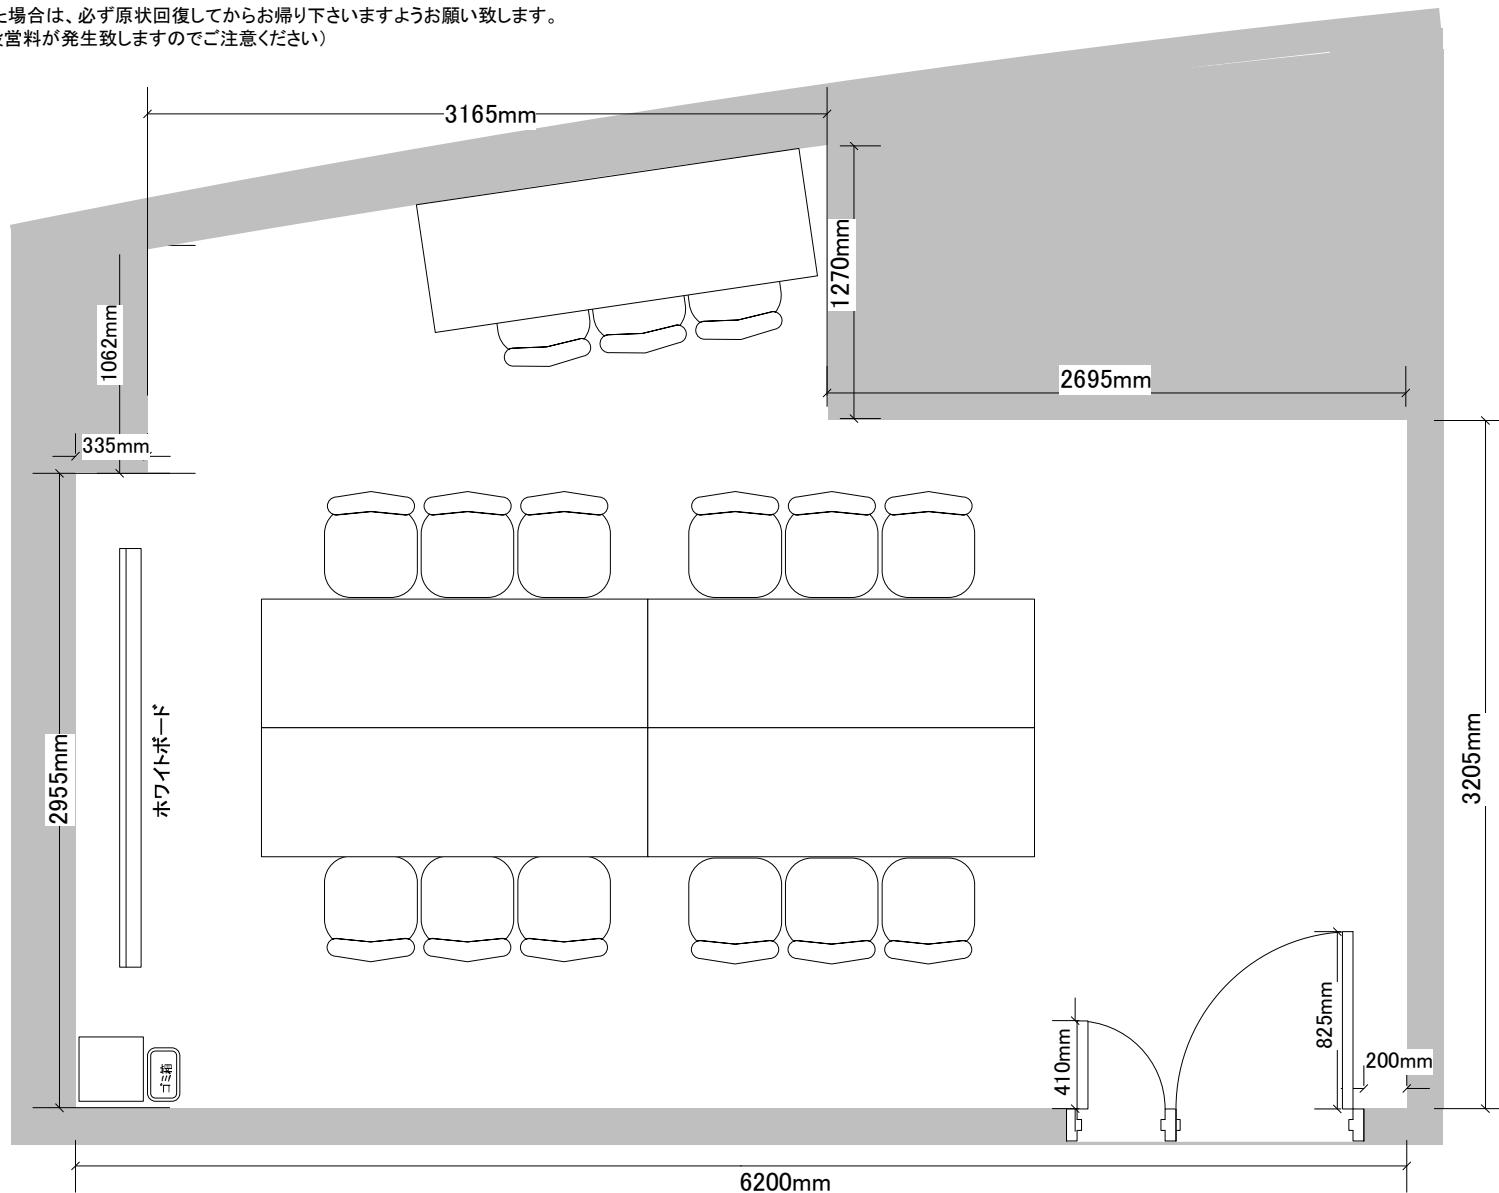 場合は、必ず原状回復してからお帰り下さいますようお願い致します。
営料が発生致しますのでご注意ください）
3165mm
1270mm
1062mm
2695mm
335mm
2955mm
ホワイトボード
3205mm
825mm
410mm
200mm
ゴミ箱
6200mm